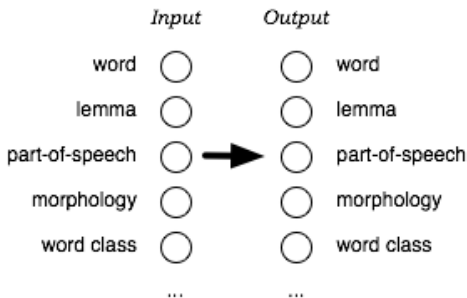 Input Output
word word
lemma lemma
part-of-speech part-of-speech
morphology morphology
word class word class
... ...